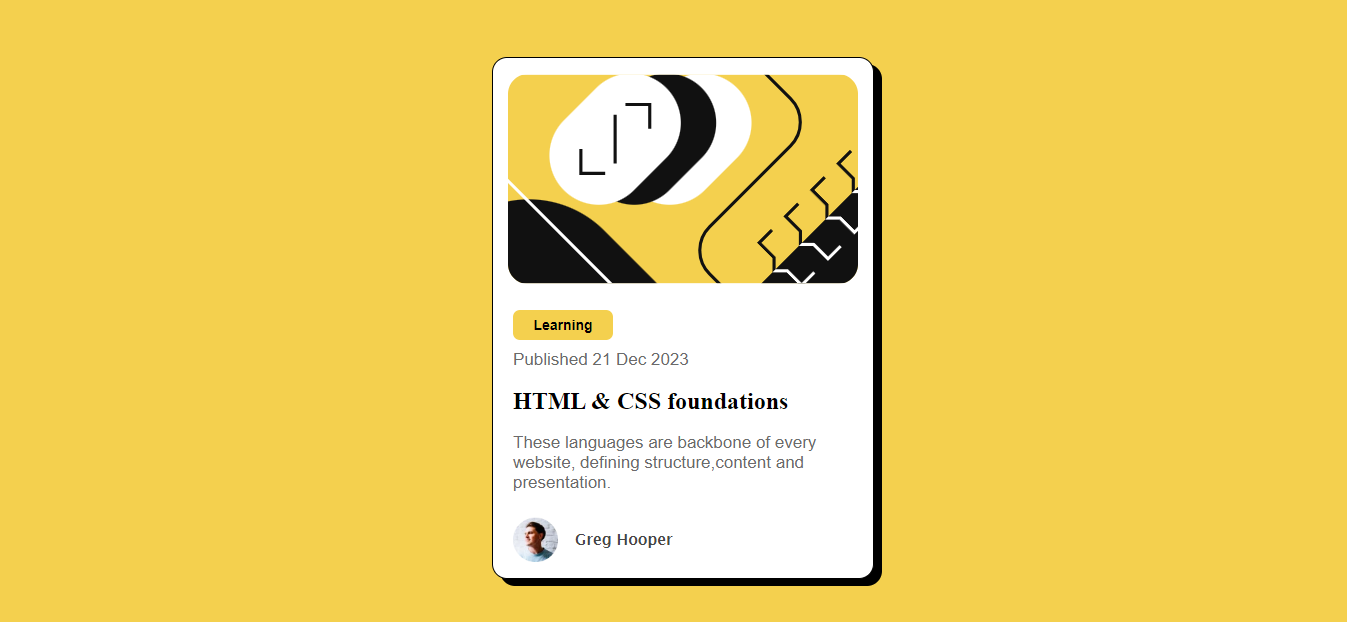 Learning
Published 21 Dec 2023
HTML & CSS foundations
These languages are backbone of every
website, defining structure,content and
presentation.
Greg Hooper